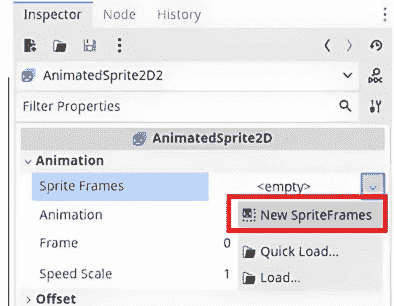 Inspector Node History
AnimatedSprite2D2
DOC
Filter Properties
AnimatedSprite2D
Animation
Sprite Frames <empty>
New SpriteFrames
Animation
Quick Load...
Frame 0
Load...
Speed Scale 1
Offset